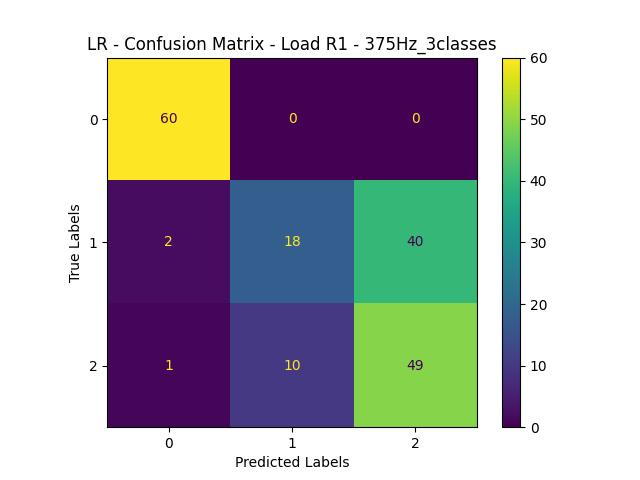 LR - Confusion Matrix - Load R1 - 375Hz_3classes
60
0 60 0 0
50
40
True Labels
1 2 18 40
30
20
2 1 10 49
10
0
0 1 2
Predicted Labels